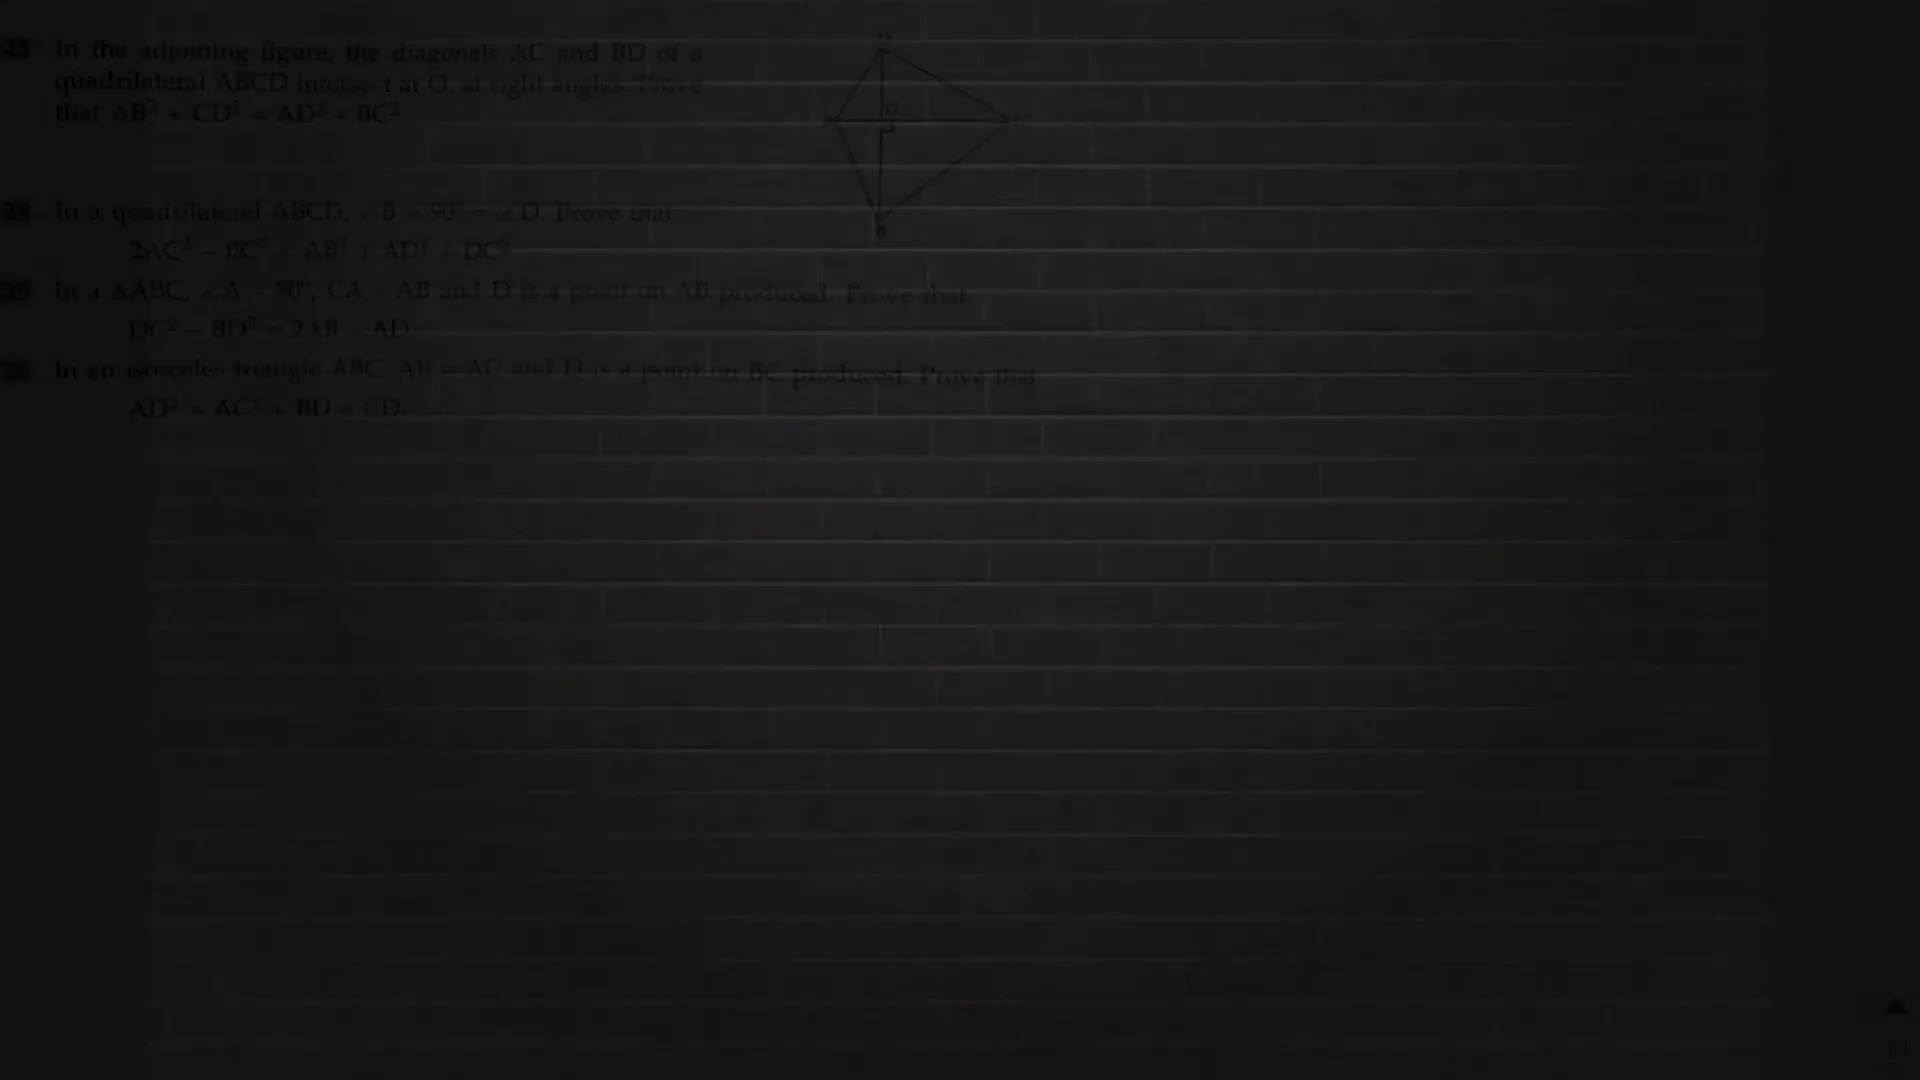 23 In the adjoining figure, the diagonals AC and BD of a
quadrilateral ABCD intersect at O, at right angles. Prove
that AB² + CD² = AD² + BC²
D
O
B
24 In a quadrilateral ABCD, ∠B = 90° = ∠D. Prove that
2AC² - BC² = AB² + AD² + DC²
25 In a ΔABC, ∠A = 90°, CA = AB and D is a point on AB produced. Prove that
DC² - BD² = 2AB × AD
26 In an isosceles triangle ABC, AB = AC and D is a point on BC produced. Prove that
AD² = AC² + BD × CD